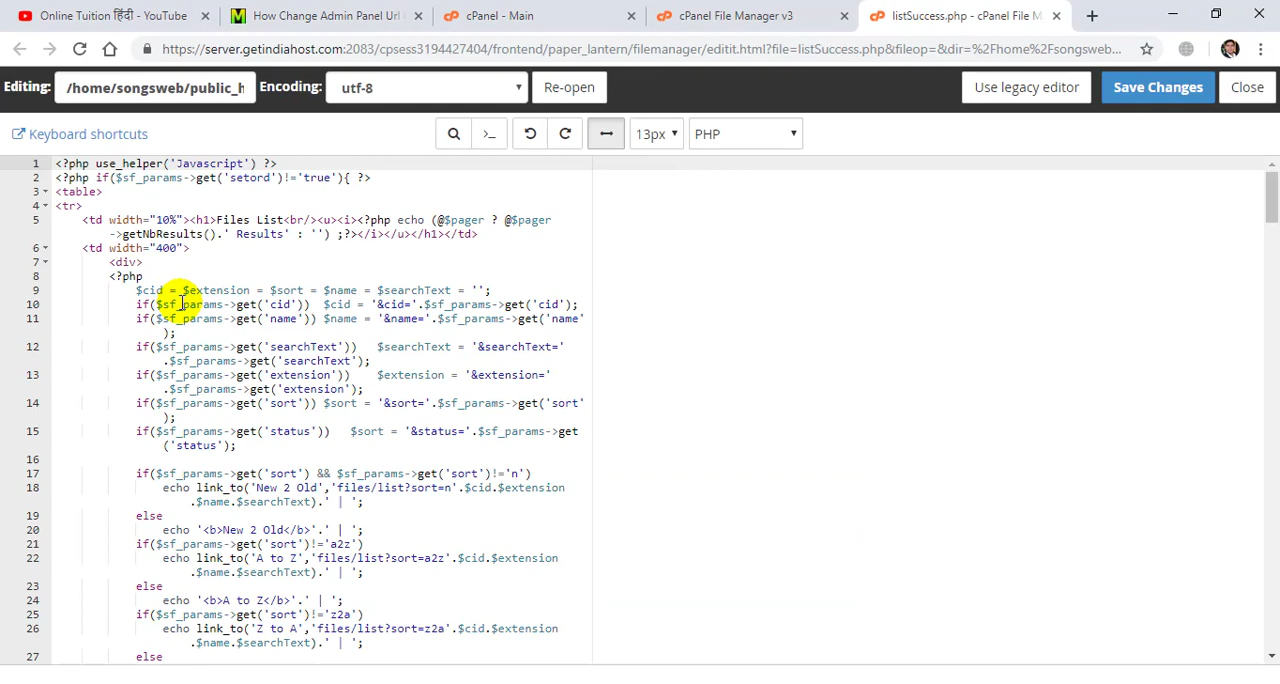 Online Tuition हिंदी - YouTube
How Change Admin Panel Url
cPanel - Main
cPanel File Manager v3
listSuccess.php - cPanel File M
https://server.getindiahost.com:2083/cpsess3194427404/frontend/paper_lantern/filemanager/editit.html?file=listSuccess.php&fileop=&dir=%2Fhome%2Fsongsweb...
Editing: /home/songsweb/public_h Encoding: utf-8 Re-open Use legacy editor Save Changes Close
Keyboard shortcuts 13px PHP
1 <?php use_helper('Javascript') ?>
2 <?php if($sf_params->get('setord')!='true'){ ?>
3 <table>
4 <tr>
5 <td width="10%"><h1>Files List<br/><u><i><?php echo (@$pager ? @$pager
->getNbResults().' Results' : '') ;?></i></u></h1></td>
6 <td width="400">
7 <div>
8 <?php
9 $cid = $extension = $sort = $name = $searchText = '';
10 if($sf_params->get('cid')) $cid = '&cid='.$sf_params->get('cid');
11 if($sf_params->get('name')) $name = '&name='.$sf_params->get('name'
);
12 if($sf_params->get('searchText')) $searchText = '&searchText='
.$sf_params->get('searchText');
13 if($sf_params->get('extension')) $extension = '&extension='
.$sf_params->get('extension');
14 if($sf_params->get('sort')) $sort = '&sort='.$sf_params->get('sort'
);
15 if($sf_params->get('status')) $sort = '&status='.$sf_params->get
('status');
16
17 if($sf_params->get('sort') && $sf_params->get('sort')!='n')
18 echo link_to('New 2 Old','files/list?sort=n'.$cid.$extension
.$name.$searchText).' | ';
19 else
20 echo '<b>New 2 Old</b>'.' | ';
21 if($sf_params->get('sort')!='a2z')
22 echo link_to('A to Z','files/list?sort=a2z'.$cid.$extension
.$name.$searchText).' | ';
23 else
24 echo '<b>A to Z</b>'.' | ';
25 if($sf_params->get('sort')!='z2a')
26 echo link_to('Z to A','files/list?sort=z2a'.$cid.$extension
.$name.$searchText).' | ';
27 else